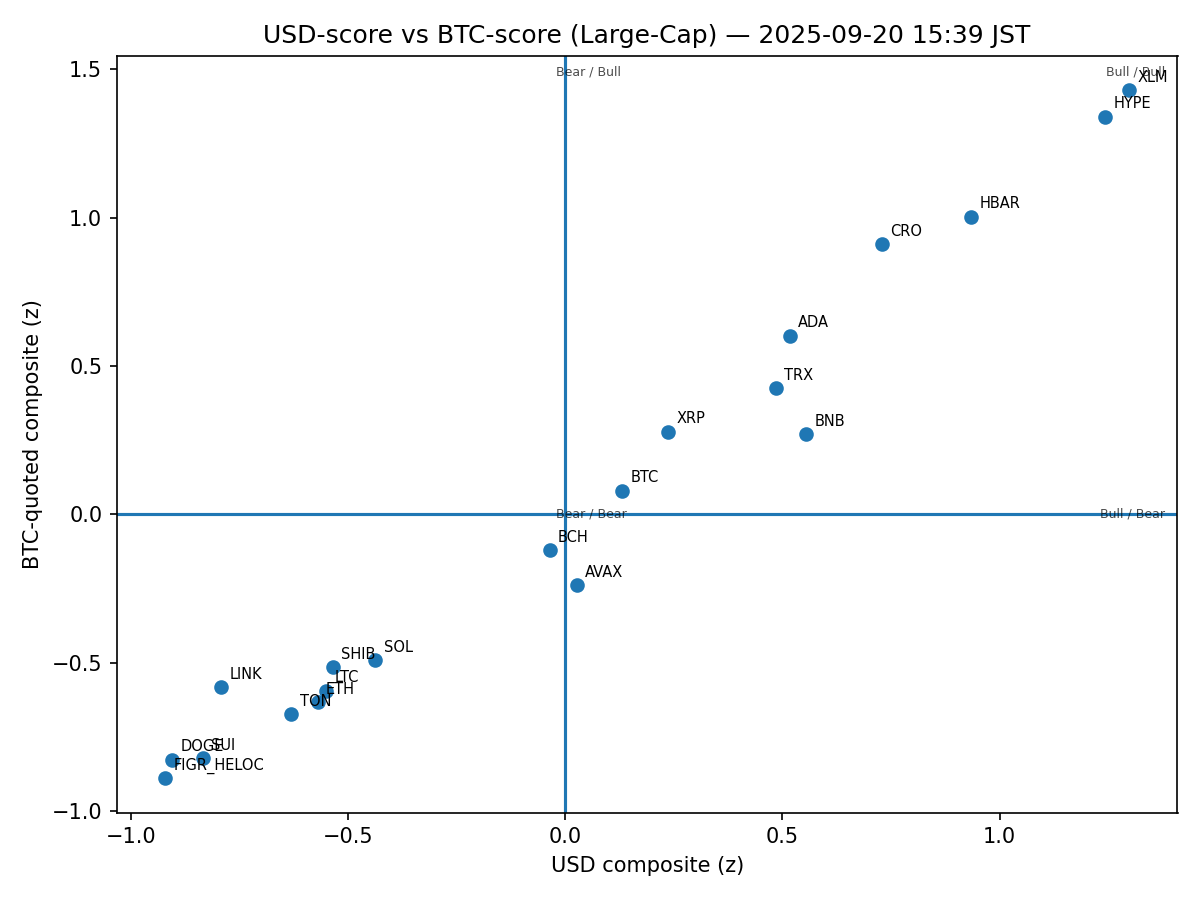 USD-score vs BTC-score (Large-Cap) — 2025-09-20 15:39 JST
Bear / Bull
Bull / Bull
XLM
HYPE
HBAR
CRO
ADA
TRX
BNB
XRP
BTC
Bear / Bear
Bull / Bear
BCH
AVAX
SOL
SHIB
LTC
ETH
LINK
TON
DOGE
SUI
FIGR_HELOC
1.5
1.0
0.5
0.0
−0.5
−1.0
BTC-quoted composite (z)
−1.0
−0.5
0.0
0.5
1.0
USD composite (z)